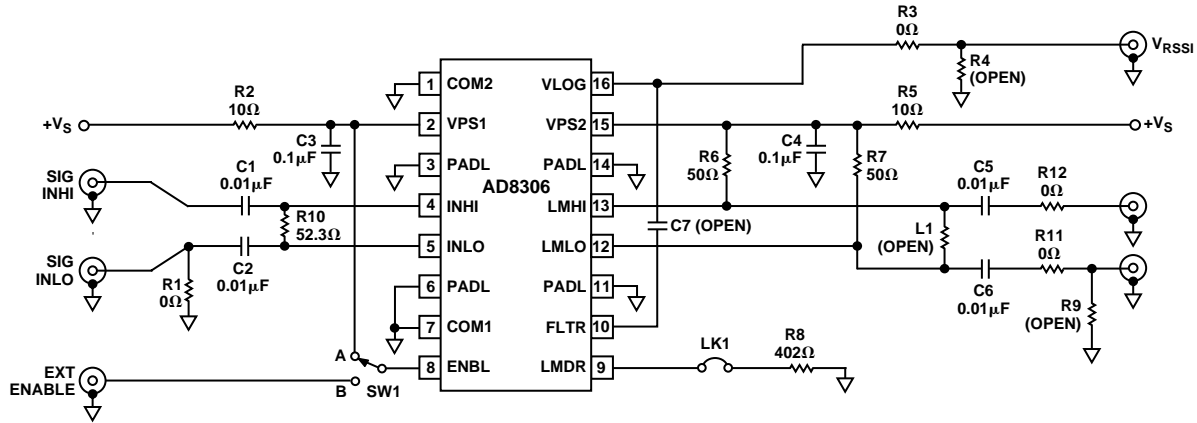 R3
0Ω
VRSSI
R4
(OPEN)
1 COM2 VLOG 16
R2
10Ω
R5
10Ω
+VS
2 VPS1 VPS2 15
+VS
C3
0.1µF
R6
50Ω
C4
0.1µF
R7
50Ω
3 PADL PADL 14
AD8306
SIG
INHI
C1
0.01µF
C5
0.01µF
R12
0Ω
4 INHI LMHI 13
R10
52.3Ω
C7 (OPEN)
L1
(OPEN)
5 INLO LMLO 12
SIG
INLO
R1
0Ω
C2
0.01µF
R11
0Ω
C6
0.01µF
R9
(OPEN)
6 PADL PADL 11
7 COM1 FLTR 10
LK1
R8
402Ω
A
8 ENBL LMDR 9
EXT
ENABLE
B
SW1